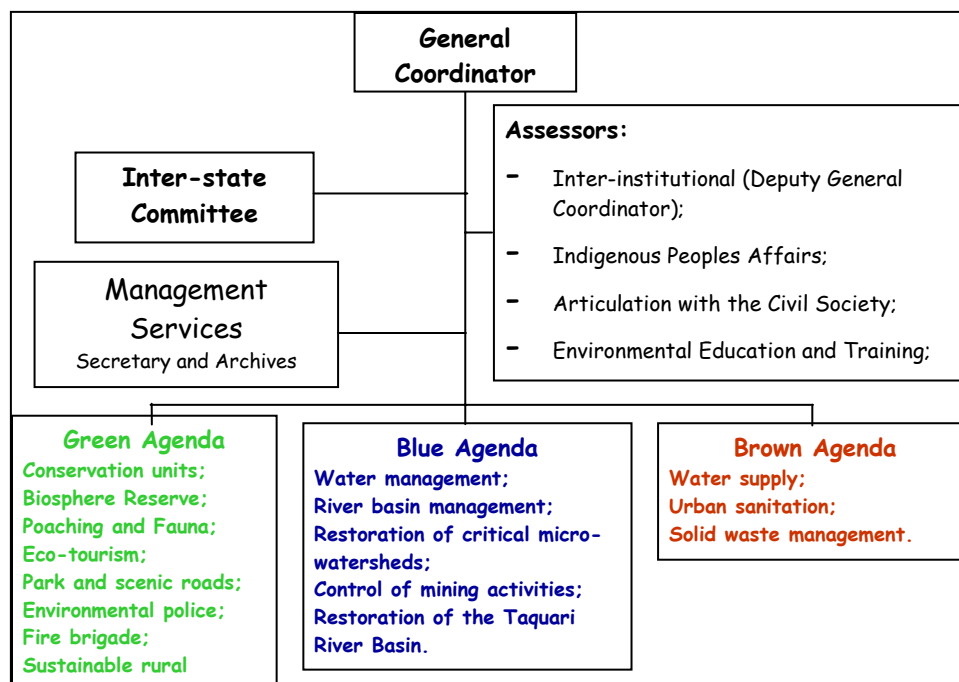 General
Coordinator
Assessors:
- Inter-institutional (Deputy General
Coordinator);
- Indigenous Peoples Affairs;
- Articulation with the Civil Society;
- Environmental Education and Training;
Inter-state
Committee
Management
Services
Secretary and Archives
Green Agenda
Conservation units;
Biosphere Reserve;
Poaching and Fauna;
Eco-tourism;
Park and scenic roads;
Environmental police;
Fire brigade;
Sustainable rural
Blue Agenda
Water management;
River basin management;
Restoration of critical micro-
watersheds;
Control of mining activities;
Restoration of the Taquari
River Basin.
Brown Agenda
Water supply;
Urban sanitation;
Solid waste management.